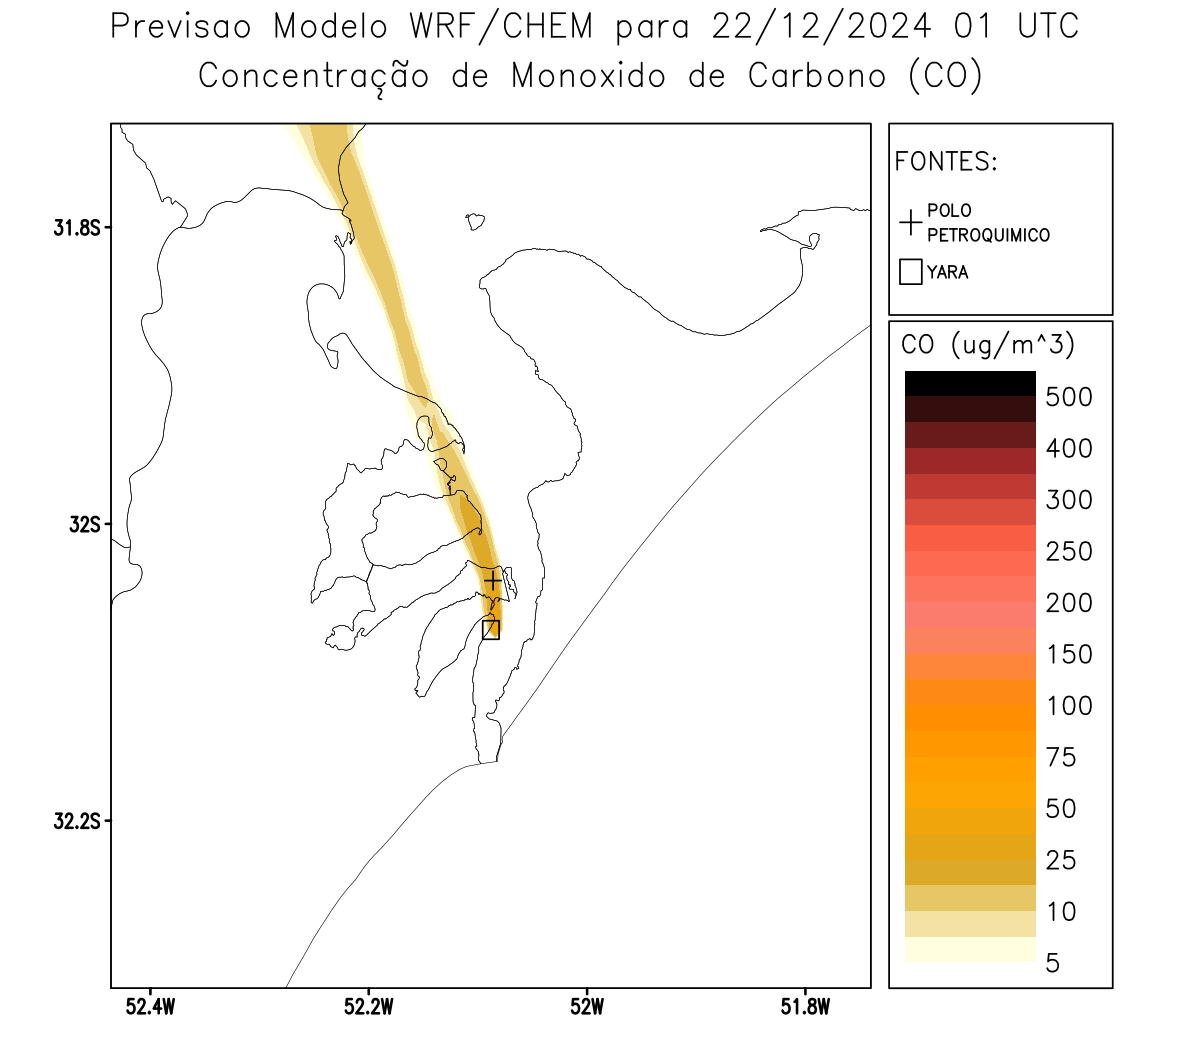 Previsao Modelo WRF/CHEM para 22/12/2024 01 UTC
Concentração de Monoxido de Carbono (CO)
FONTES:
POLO
PETROQUIMICO
YARA
CO (ug/m^3)
500
400
300
250
200
150
100
75
50
25
10
5
31.8S
32S
32.2S
52.4W
52.2W
52W
51.8W